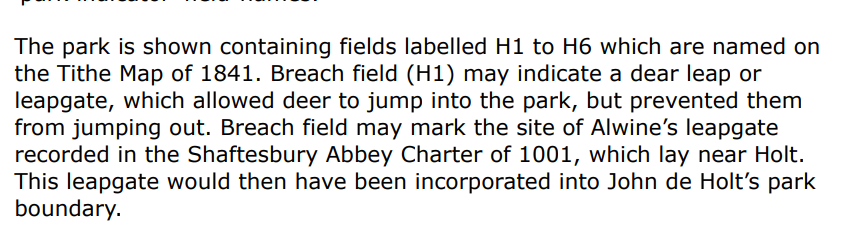 The park is shown containing fields labelled H1 to H6 which are named on
the Tithe Map of 1841. Breach field (H1) may indicate a dear leap or
leapgate, which allowed deer to jump into the park, but prevented them
from jumping out. Breach field may mark the site of Alwine’s leapgate
recorded in the Shaftesbury Abbey Charter of 1001, which lay near Holt.
This leapgate would then have been incorporated into John de Holt’s park
boundary.